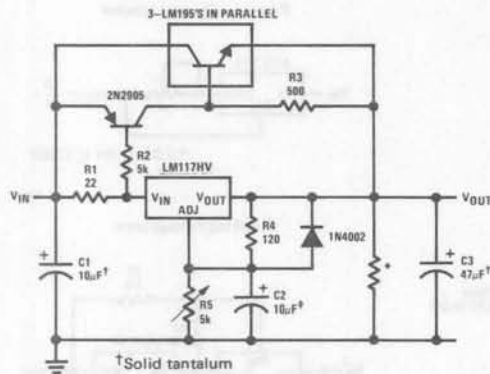 3–LM195'S IN PARALLEL
2N2905
R3
500
R2
5k
LM117HV
R1
22
VIN
VIN
VOUT
ADJ
VOUT
R4
120
1N4002
C1
10µF†
R5
5k
C2
10µF†
*
C3
47µF†
†Solid tantalum